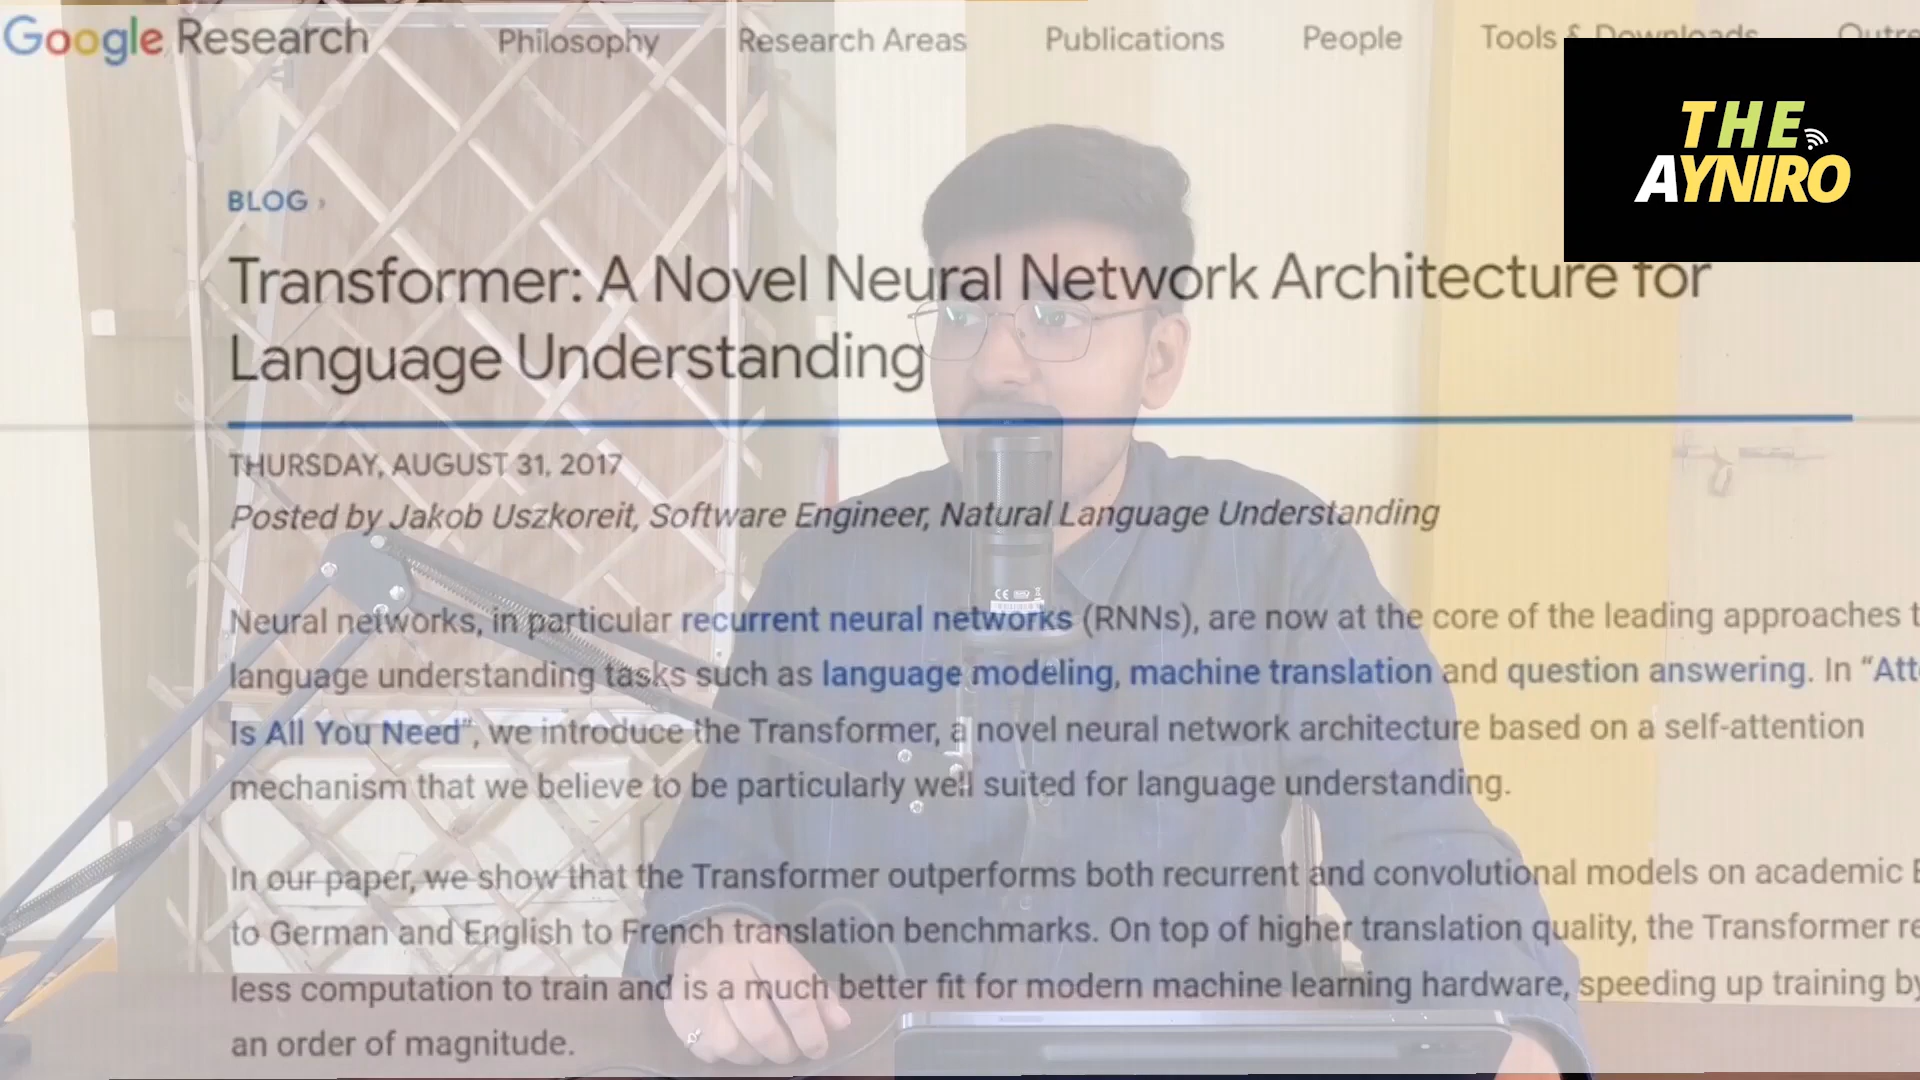 Google Research Philosophy Research Areas Publications People Tools & Downloads
THE
AYNIRO
BLOG ›
Transformer: A Novel Neural Network Architecture for
Language Understanding
THURSDAY, AUGUST 31, 2017
Posted by Jakob Uszkoreit, Software Engineer, Natural Language Understanding
Neural networks, in particular recurrent neural networks (RNNs), are now at the core of the leading approaches
language understanding tasks such as language modeling, machine translation and question answering. In
Is All You Need", we introduce the Transformer, a novel neural network architecture based on a self-attention
mechanism that we believe to be particularly well suited for language understanding.
In our paper, we show that the Transformer outperforms both recurrent and convolutional models on academic
to German and English to French translation benchmarks. On top of higher translation quality, the Transformer
less computation to train and is a much better fit for modern machine learning hardware, speeding up training by
an order of magnitude.